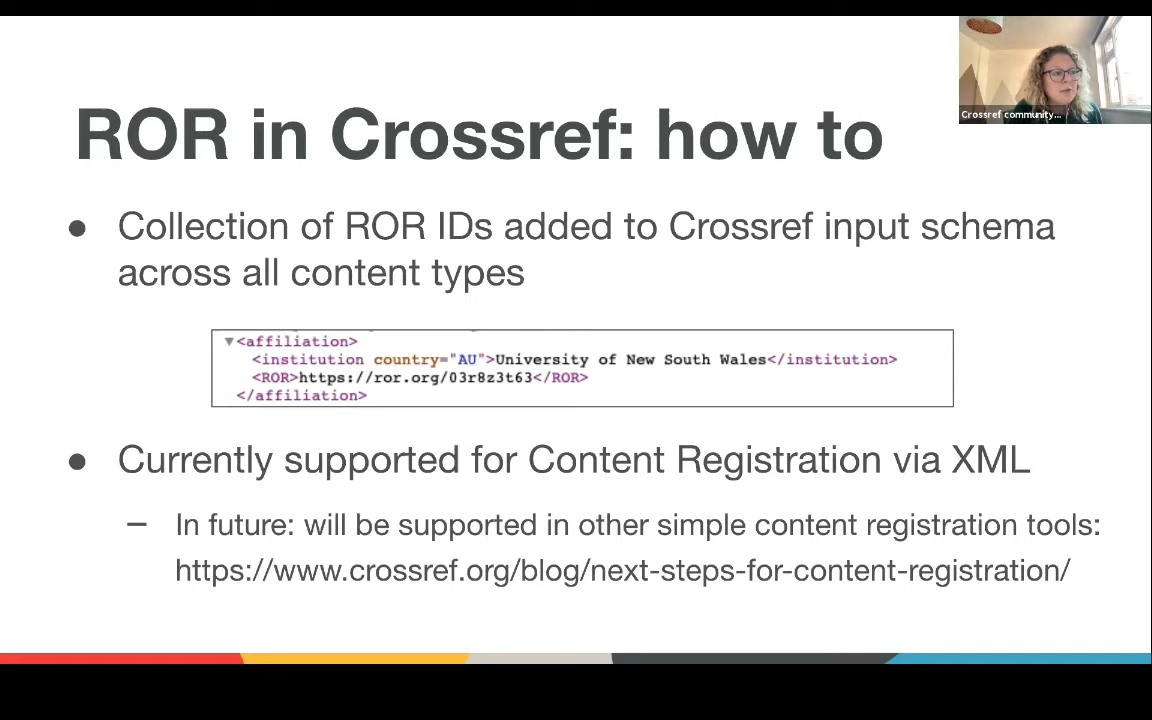 ROR in Crossref: how to
Crossref community...
● Collection of ROR IDs added to Crossref input schema
across all content types
▼<affiliation>
<institution country="AU">University of New South Wales</institution>
<ROR>https://ror.org/03r8z3t63</ROR>
</affiliation>
● Currently supported for Content Registration via XML
– In future: will be supported in other simple content registration tools:
https://www.crossref.org/blog/next-steps-for-content-registration/